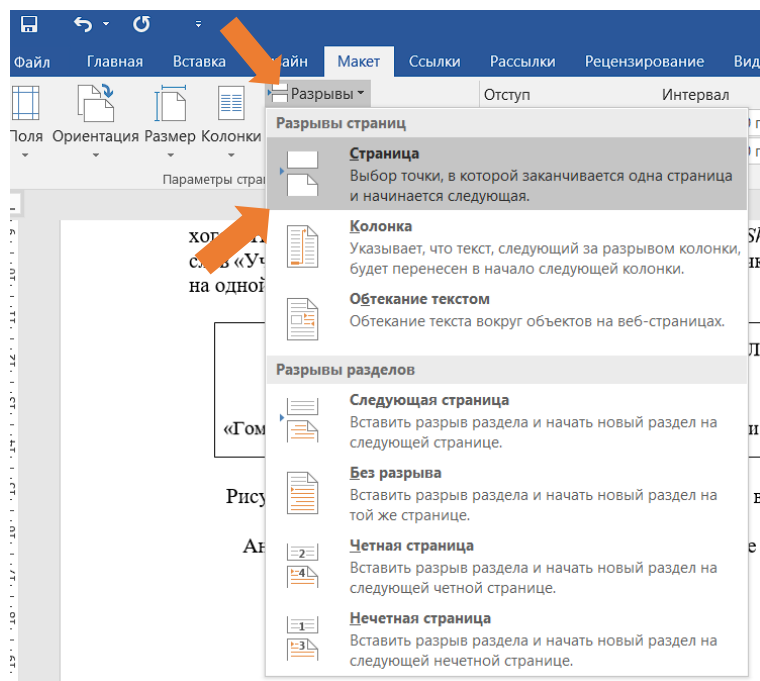 Файл Главная Вставка Макет Ссылки Рассылки Рецензирование
Разрывы Отступ Интервал
Ориентация Размер Колонки
Параметры
Разрывы страниц
Страница
Выбор точки, в которой заканчивается одна страница
и начинается следующая.
Колонка
Указывает, что текст, следующий за разрывом колонки,
будет перенесен в начало следующей колонки.
Обтекание текстом
Обтекание текста вокруг объектов на веб-страницах.
на одной
Разрывы разделов
Следующая страница
Вставить разрыв раздела и начать новый раздел на
следующей странице.
«Гом
Без разрыва
Вставить разрыв раздела и начать новый раздел на
той же странице.
Рису
Четная страница
Вставить разрыв раздела и начать новый раздел на
следующей четной странице.
Нечетная страница
Вставить разрыв раздела и начать новый раздел на
следующей нечетной странице.